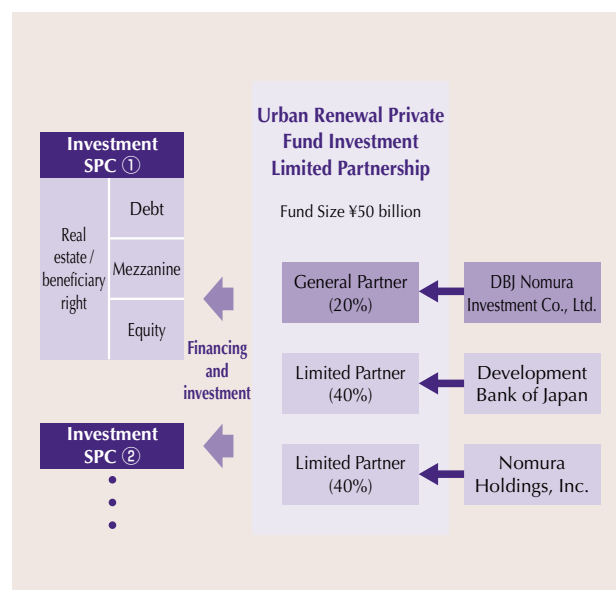 Urban Renewal Private
Fund Investment
Limited Partnership
Fund Size ¥50 billion
Investment
SPC ①
Real
estate /
beneficiary
right
Debt
Mezzanine
Equity
Financing
and
investment
Investment
SPC ②
General Partner
(20%)
DBJ Nomura
Investment Co., Ltd.
Limited Partner
(40%)
Development
Bank of Japan
Limited Partner
(40%)
Nomura
Holdings, Inc.